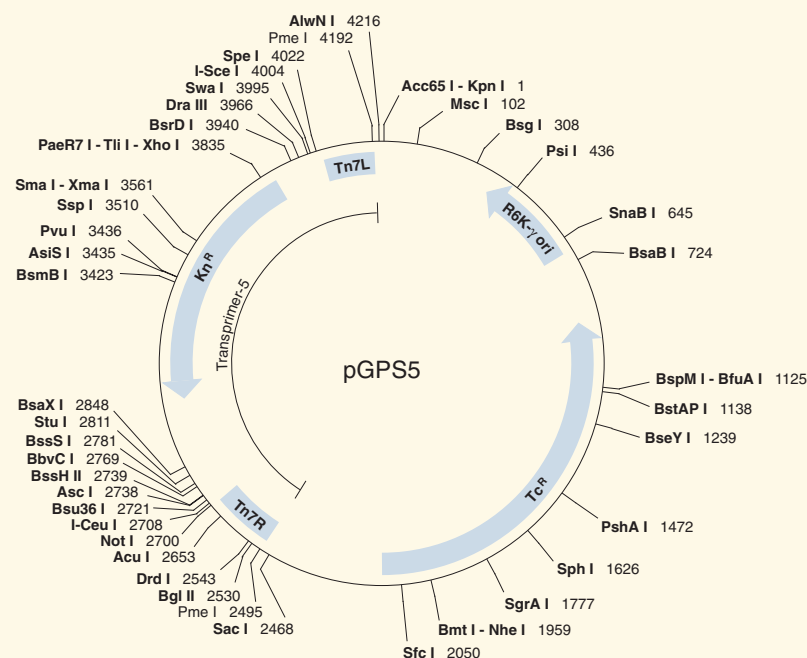 AlwN I 4216
Pme I 4192
Spe I 4022
I-Sce I 4004
Swa I 3995
Dra III 3966
BsrD I 3940
PaeR7 I - Tli I - Xho I 3835
Sma I - Xma I 3561
Ssp I 3510
Pvu I 3436
AsiS I 3435
BsmB I 3423
BsaX I 2848
Stu I 2811
BssS I 2781
BbvC I 2769
BssH II 2739
Asc I 2738
Bsu36 I 2721
I-Ceu I 2708
Not I 2700
Acu I 2653
Drd I 2543
Bgl II 2530
Pme I 2495
Sac I 2468
Acc65 I - Kpn I 1
Msc I 102
Bsg I 308
Psi I 436
SnaB I 645
BsaB I 724
BspM I - BfuA I 1125
BstAP I 1138
BseY I 1239
PshA I 1472
Sph I 1626
SgrA I 1777
Bmt I - Nhe I 1959
Sfc I 2050
Tn7L
R6K-γ ori
KnR
Transprimer-5
pGPS5
TcR
Tn7R